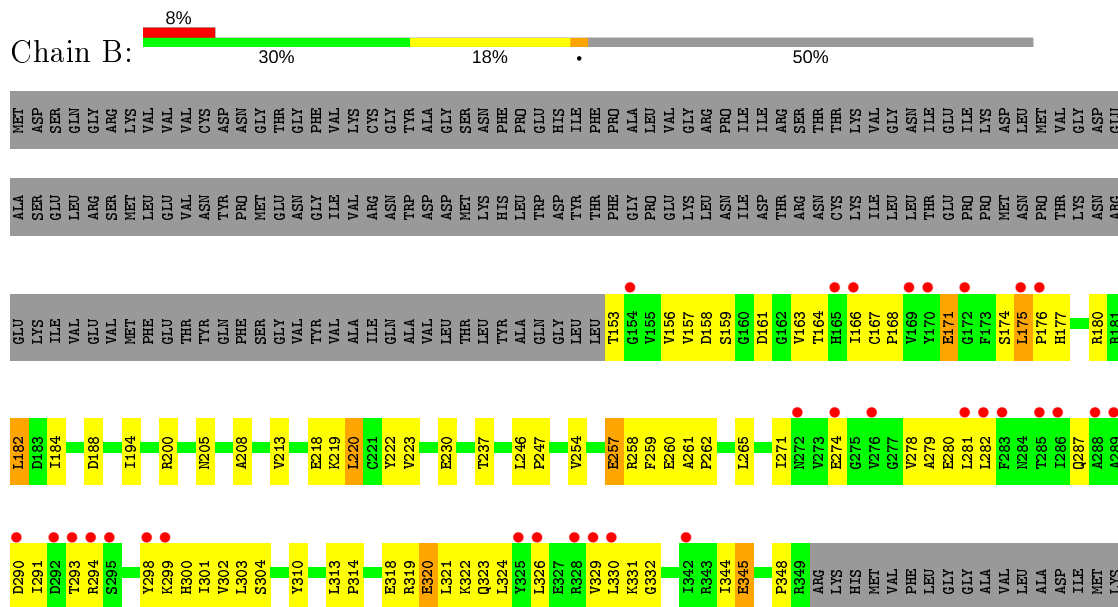 8%
Chain B:
30% 18% • 50%
MET ASP SER GLN GLY ARG LYS VAL VAL VAL CYS ASP ASN GLY THR GLY PHE VAL LYS CYS GLY TYR ALA GLY SER ASN PHE PRO GLU HIS ILE PHE PRO ALA LEU VAL GLY ARG PRO ILE ILE ARG SER THR THR LYS VAL GLY ASN ILE GLU ILE LYS ASP LEU MET VAL GLY ASP GLU
ALA SER GLU LEU ARG SER MET LEU GLU VAL ASN TYR PRO MET GLU ASN GLY ILE VAL ARG ASN TRP ASP ASP MET LYS HIS LEU TRP ASP TYR THR PHE GLY PRO GLU LYS LEU ASN ILE ASP THR ARG ASN CYS LYS ILE LEU LEU THR GLU PRO PRO MET ASN PRO THR LYS ASN ARG
GLU LYS ILE VAL GLU VAL MET PHE GLU THR TYR GLN PHE SER GLY VAL TYR VAL ALA ILE GLN ALA VAL LEU THR LEU TYR ALA GLN GLY LEU LEU T153 G154 V155 V156 V157 D158 S159 G160 D161 G162 V163 T164 H165 I166 C167 P168 V169 Y170 E171 G172 F173 S174 L175 P176 H177 R180 R181
L182 D183 I184 D188 I194 R200 N205 A208 V213 E218 K219 L220 C221 Y222 V223 E230 T237 L246 P247 V254 E257 R258 F259 E260 A261 P262 L265 I271 N272 V273 E274 G275 V276 G277 V278 A279 E280 L281 L282 F283 N284 T285 I286 Q287 A288 A289
D290 I291 D292 T293 R294 S295 Y298 K299 H300 I301 V302 L303 S304 Y310 L313 P314 E318 R319 E320 L321 K322 Q323 L324 Y325 L326 E327 R328 V329 L330 K331 G332 I342 R343 I344 E345 P348 R349 ARG LYS HIS MET VAL PHE LEU GLY GLY ALA VAL LEU ALA ASP ILE MET LYS